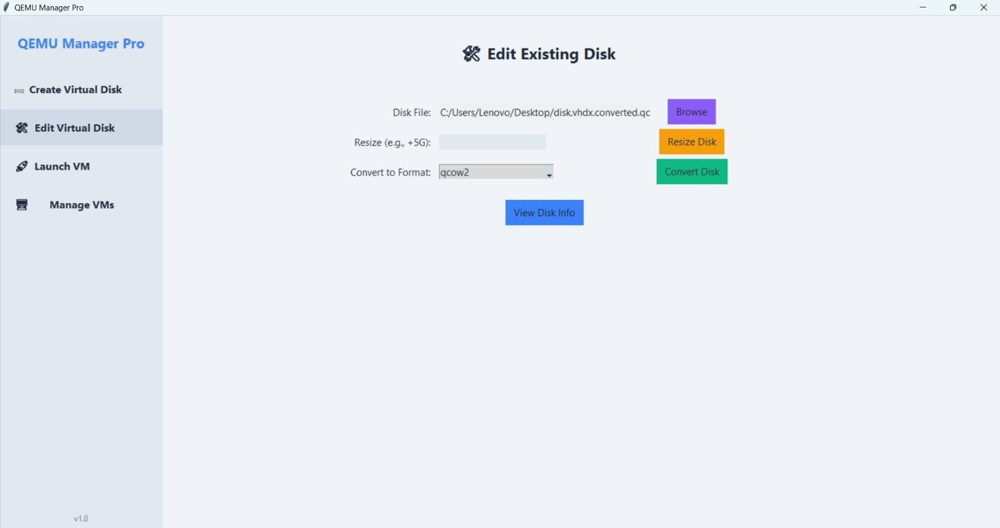 QEMU Manager Pro
QEMU Manager Pro
Create Virtual Disk
Edit Virtual Disk
Launch VM
Manage VMs
v1.0
Edit Existing Disk
Disk File: C:/Users/Lenovo/Desktop/disk.vhdx.converted.qc Browse
Resize (e.g., +5G): Resize Disk
Convert to Format: qcow2 Convert Disk
View Disk Info